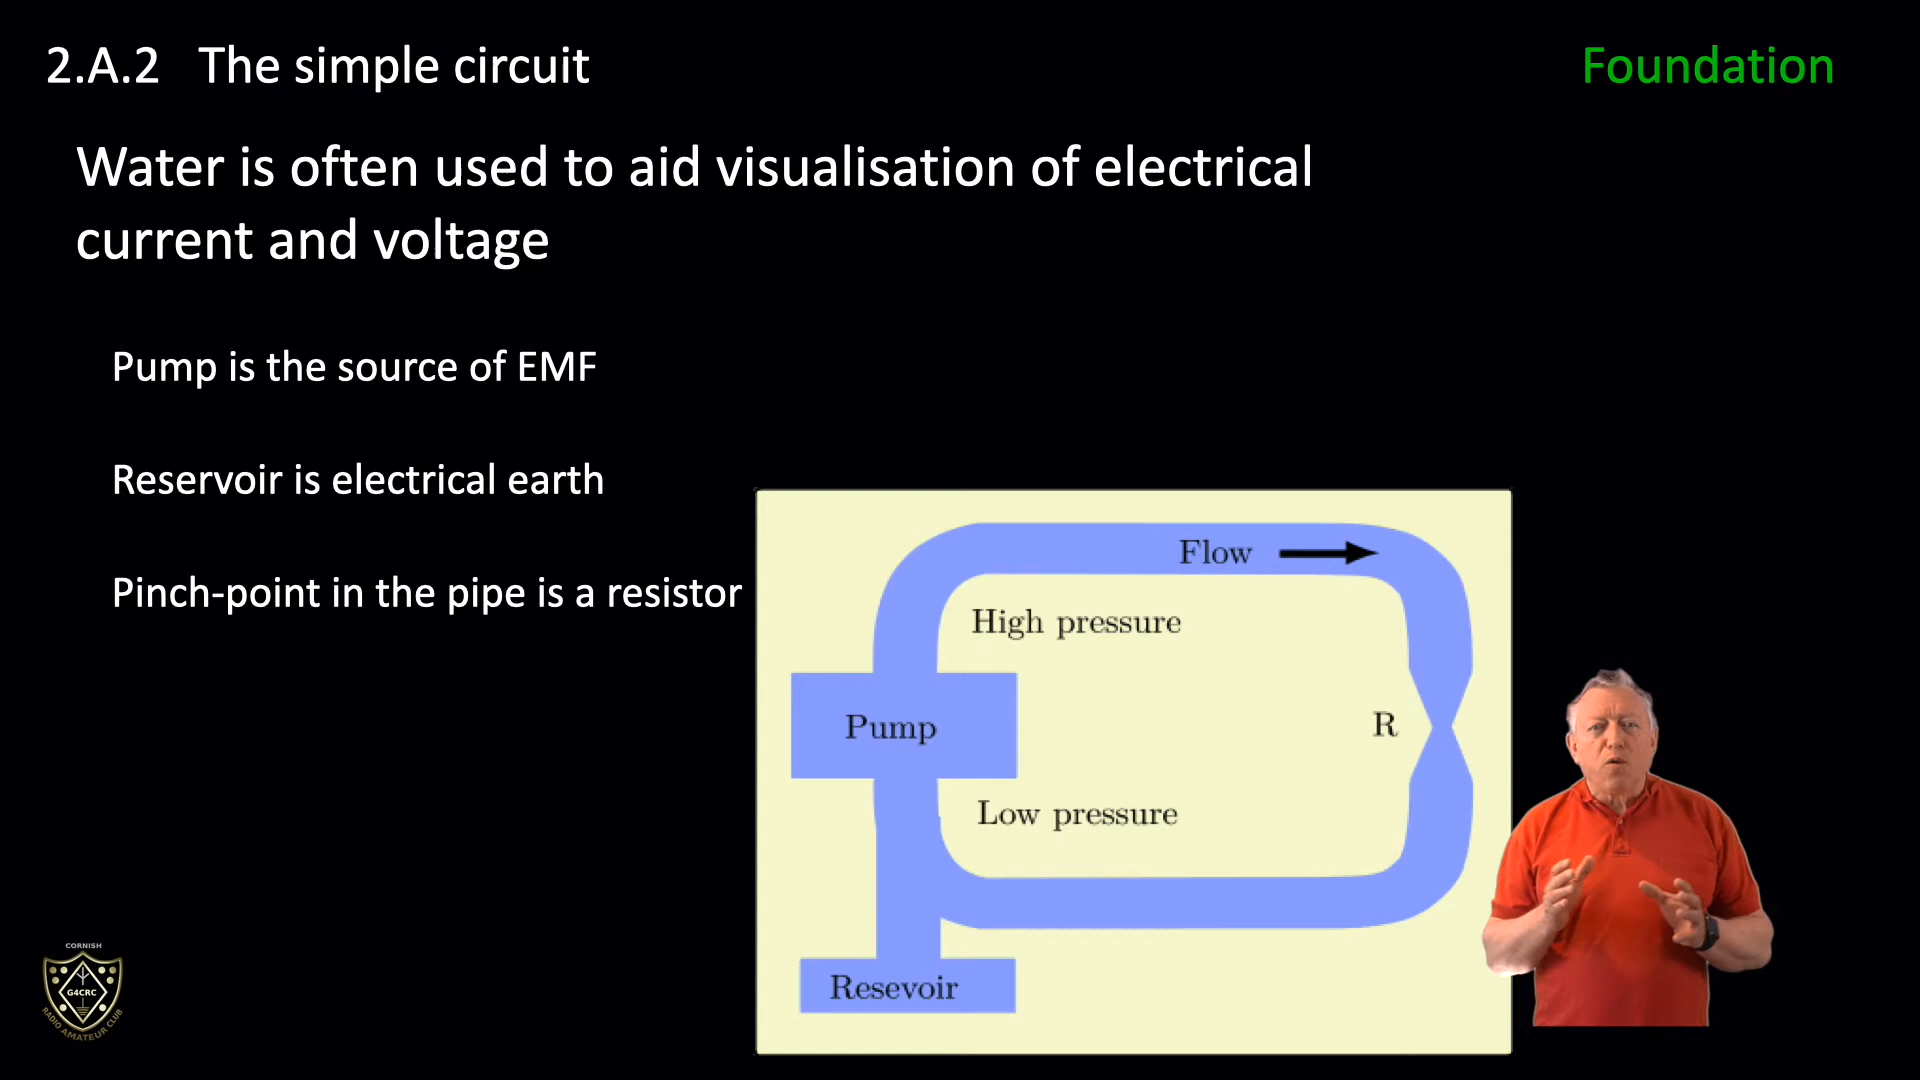 2.A.2 The simple circuit
Foundation
Water is often used to aid visualisation of electrical
current and voltage
Pump is the source of EMF
Reservoir is electrical earth
Pinch-point in the pipe is a resistor
Flow
High pressure
Pump
R
Low pressure
Resevoir
CORNISH
G4CRC
RADIO AMATEUR CLUB